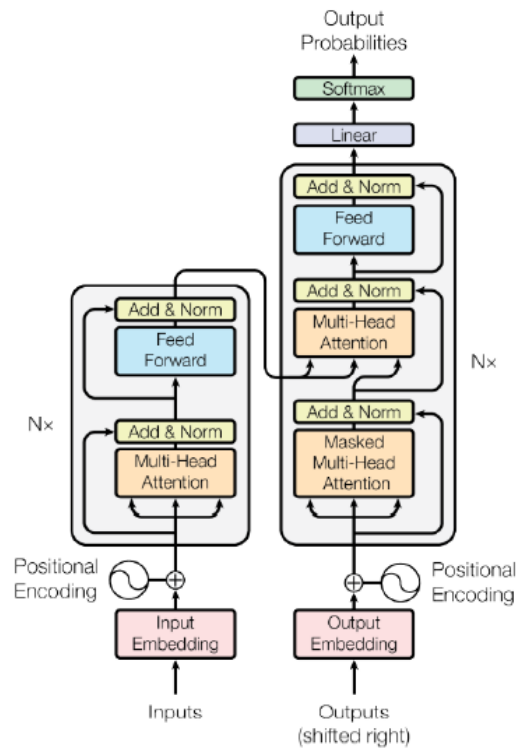 Output
Probabilities
Softmax
Linear
Add & Norm
Feed
Forward
Add & Norm
Multi-Head
Attention
Add & Norm
Masked
Multi-Head
Attention
Nx
Add & Norm
Feed
Forward
Add & Norm
Multi-Head
Attention
Nx
Positional
Encoding
Positional
Encoding
Input
Embedding
Output
Embedding
Inputs
Outputs
(shifted right)